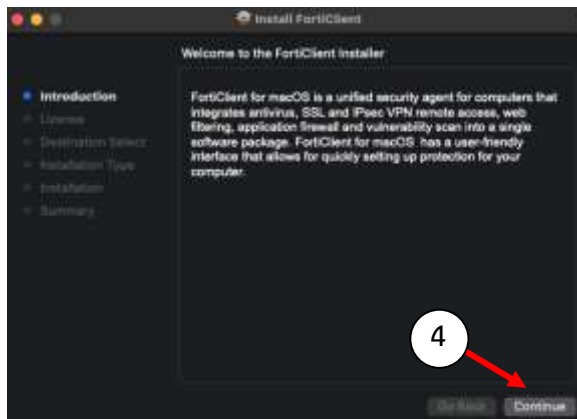 Install FortiClient
Welcome to the FortiClient Installer
Introduction
License
Destination Select
Installation Type
Installation
Summary
FortiClient for macOS is a unified security agent for computers that
integrates antivirus, SSL and IPsec VPN remote access, web
filtering, application firewall and vulnerability scan into a single
software package. FortiClient for macOS has a user-friendly
interface that allows for quickly setting up protection for your
computer.
4
Go Back
Continue